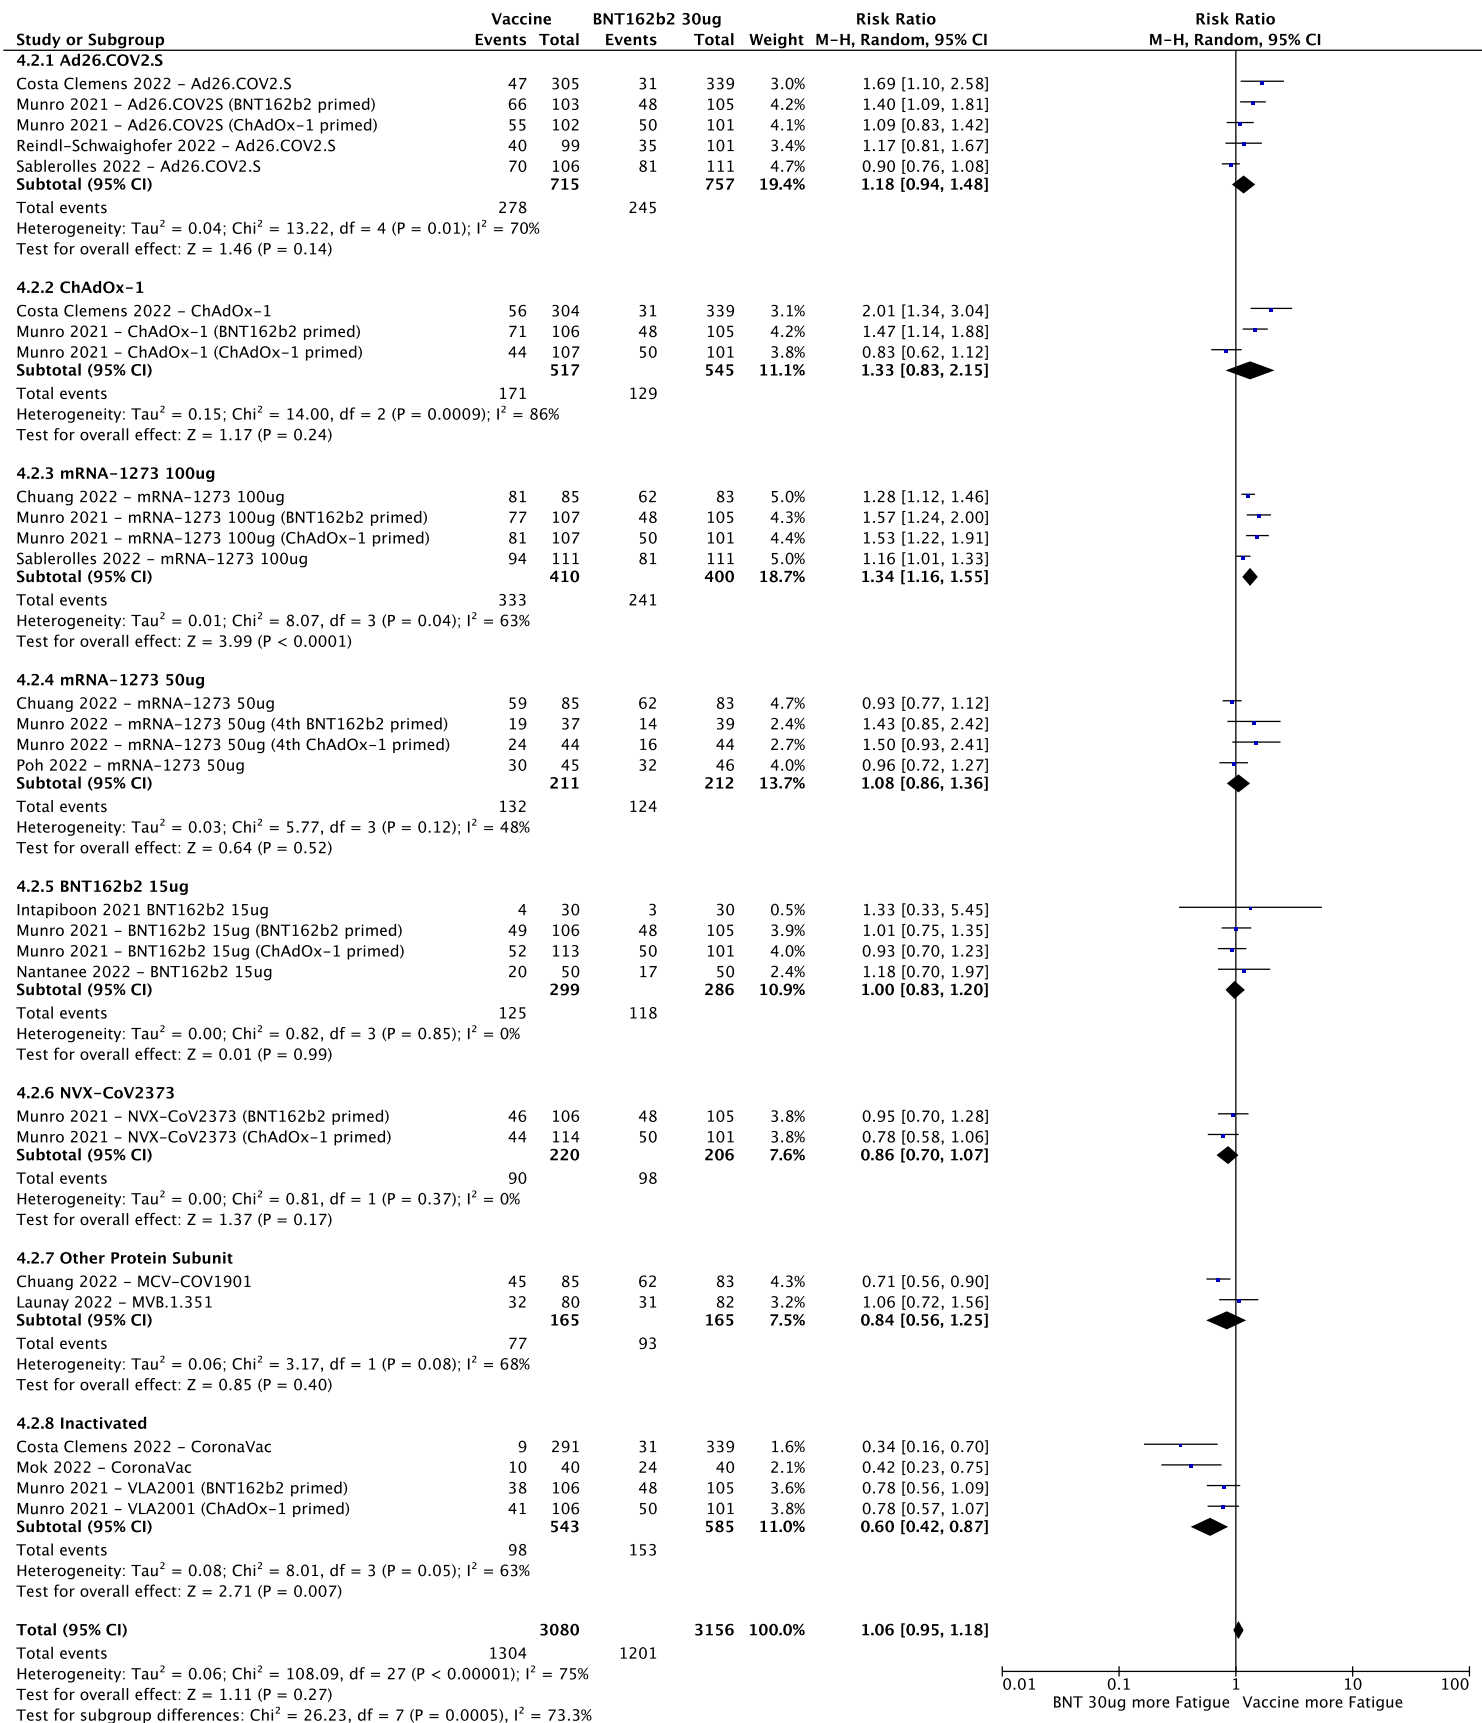 Vaccine BNT162b2 30ug Risk Ratio Risk Ratio
Study or Subgroup Events Total Events Total Weight M-H, Random, 95% CI M-H, Random, 95% CI
4.2.1 Ad26.COV2.S
Costa Clemens 2022 – Ad26.COV2.S 47 305 31 339 3.0% 1.69 [1.10, 2.58]
Munro 2021 – Ad26.COV2S (BNT162b2 primed) 66 103 48 105 4.2% 1.40 [1.09, 1.81]
Munro 2021 – Ad26.COV2S (ChAdOx-1 primed) 55 102 50 101 4.1% 1.09 [0.83, 1.42]
Reindl-Schwaighofer 2022 – Ad26.COV2.S 40 99 35 101 3.4% 1.17 [0.81, 1.67]
Sablerolles 2022 – Ad26.COV2.S 70 106 81 111 4.7% 0.90 [0.76, 1.08]
Subtotal (95% CI) 715 757 19.4% 1.18 [0.94, 1.48]
Total events 278 245
Heterogeneity: Tau² = 0.04; Chi² = 13.22, df = 4 (P = 0.01); I² = 70%
Test for overall effect: Z = 1.46 (P = 0.14)
4.2.2 ChAdOx-1
Costa Clemens 2022 – ChAdOx-1 56 304 31 339 3.1% 2.01 [1.34, 3.04]
Munro 2021 – ChAdOx-1 (BNT162b2 primed) 71 106 48 105 4.2% 1.47 [1.14, 1.88]
Munro 2021 – ChAdOx-1 (ChAdOx-1 primed) 44 107 50 101 3.8% 0.83 [0.62, 1.12]
Subtotal (95% CI) 517 545 11.1% 1.33 [0.83, 2.15]
Total events 171 129
Heterogeneity: Tau² = 0.15; Chi² = 14.00, df = 2 (P = 0.0009); I² = 86%
Test for overall effect: Z = 1.17 (P = 0.24)
4.2.3 mRNA-1273 100ug
Chuang 2022 – mRNA-1273 100ug 81 85 62 83 5.0% 1.28 [1.12, 1.46]
Munro 2021 – mRNA-1273 100ug (BNT162b2 primed) 77 107 48 105 4.3% 1.57 [1.24, 2.00]
Munro 2021 – mRNA-1273 100ug (ChAdOx-1 primed) 81 107 50 101 4.4% 1.53 [1.22, 1.91]
Sablerolles 2022 – mRNA-1273 100ug 94 111 81 111 5.0% 1.16 [1.01, 1.33]
Subtotal (95% CI) 410 400 18.7% 1.34 [1.16, 1.55]
Total events 333 241
Heterogeneity: Tau² = 0.01; Chi² = 8.07, df = 3 (P = 0.04); I² = 63%
Test for overall effect: Z = 3.99 (P < 0.0001)
4.2.4 mRNA-1273 50ug
Chuang 2022 – mRNA-1273 50ug 59 85 62 83 4.7% 0.93 [0.77, 1.12]
Munro 2022 – mRNA-1273 50ug (4th BNT162b2 primed) 19 37 14 39 2.4% 1.43 [0.85, 2.42]
Munro 2022 – mRNA-1273 50ug (4th ChAdOx-1 primed) 24 44 16 44 2.7% 1.50 [0.93, 2.41]
Poh 2022 – mRNA-1273 50ug 30 45 32 46 4.0% 0.96 [0.72, 1.27]
Subtotal (95% CI) 211 212 13.7% 1.08 [0.86, 1.36]
Total events 132 124
Heterogeneity: Tau² = 0.03; Chi² = 5.77, df = 3 (P = 0.12); I² = 48%
Test for overall effect: Z = 0.64 (P = 0.52)
4.2.5 BNT162b2 15ug
Intapiboon 2021 BNT162b2 15ug 4 30 3 30 0.5% 1.33 [0.33, 5.45]
Munro 2021 – BNT162b2 15ug (BNT162b2 primed) 49 106 48 105 3.9% 1.01 [0.75, 1.35]
Munro 2021 – BNT162b2 15ug (ChAdOx-1 primed) 52 113 50 101 4.0% 0.93 [0.70, 1.23]
Nantanee 2022 – BNT162b2 15ug 20 50 17 50 2.4% 1.18 [0.70, 1.97]
Subtotal (95% CI) 299 286 10.9% 1.00 [0.83, 1.20]
Total events 125 118
Heterogeneity: Tau² = 0.00; Chi² = 0.82, df = 3 (P = 0.85); I² = 0%
Test for overall effect: Z = 0.01 (P = 0.99)
4.2.6 NVX-CoV2373
Munro 2021 – NVX-CoV2373 (BNT162b2 primed) 46 106 48 105 3.8% 0.95 [0.70, 1.28]
Munro 2021 – NVX-CoV2373 (ChAdOx-1 primed) 44 114 50 101 3.8% 0.78 [0.58, 1.06]
Subtotal (95% CI) 220 206 7.6% 0.86 [0.70, 1.07]
Total events 90 98
Heterogeneity: Tau² = 0.00; Chi² = 0.81, df = 1 (P = 0.37); I² = 0%
Test for overall effect: Z = 1.37 (P = 0.17)
4.2.7 Other Protein Subunit
Chuang 2022 – MCV-COV1901 45 85 62 83 4.3% 0.71 [0.56, 0.90]
Launay 2022 – MVB.1.351 32 80 31 82 3.2% 1.06 [0.72, 1.56]
Subtotal (95% CI) 165 165 7.5% 0.84 [0.56, 1.25]
Total events 77 93
Heterogeneity: Tau² = 0.06; Chi² = 3.17, df = 1 (P = 0.08); I² = 68%
Test for overall effect: Z = 0.85 (P = 0.40)
4.2.8 Inactivated
Costa Clemens 2022 – CoronaVac 9 291 31 339 1.6% 0.34 [0.16, 0.70]
Mok 2022 – CoronaVac 10 40 24 40 2.1% 0.42 [0.23, 0.75]
Munro 2021 – VLA2001 (BNT162b2 primed) 38 106 48 105 3.6% 0.78 [0.56, 1.09]
Munro 2021 – VLA2001 (ChAdOx-1 primed) 41 106 50 101 3.8% 0.78 [0.57, 1.07]
Subtotal (95% CI) 543 585 11.0% 0.60 [0.42, 0.87]
Total events 98 153
Heterogeneity: Tau² = 0.08; Chi² = 8.01, df = 3 (P = 0.05); I² = 63%
Test for overall effect: Z = 2.71 (P = 0.007)
Total (95% CI) 3080 3156 100.0% 1.06 [0.95, 1.18]
Total events 1304 1201
Heterogeneity: Tau² = 0.06; Chi² = 108.09, df = 27 (P < 0.00001); I² = 75%
Test for overall effect: Z = 1.11 (P = 0.27)
Test for subgroup differences: Chi² = 26.23, df = 7 (P = 0.0005), I² = 73.3%
0.01 0.1 1 10 100
BNT 30ug more Fatigue Vaccine more Fatigue